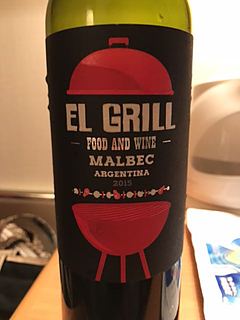 EL GRILL
FOOD AND WINE
MALBEC
ARGENTINA
2015